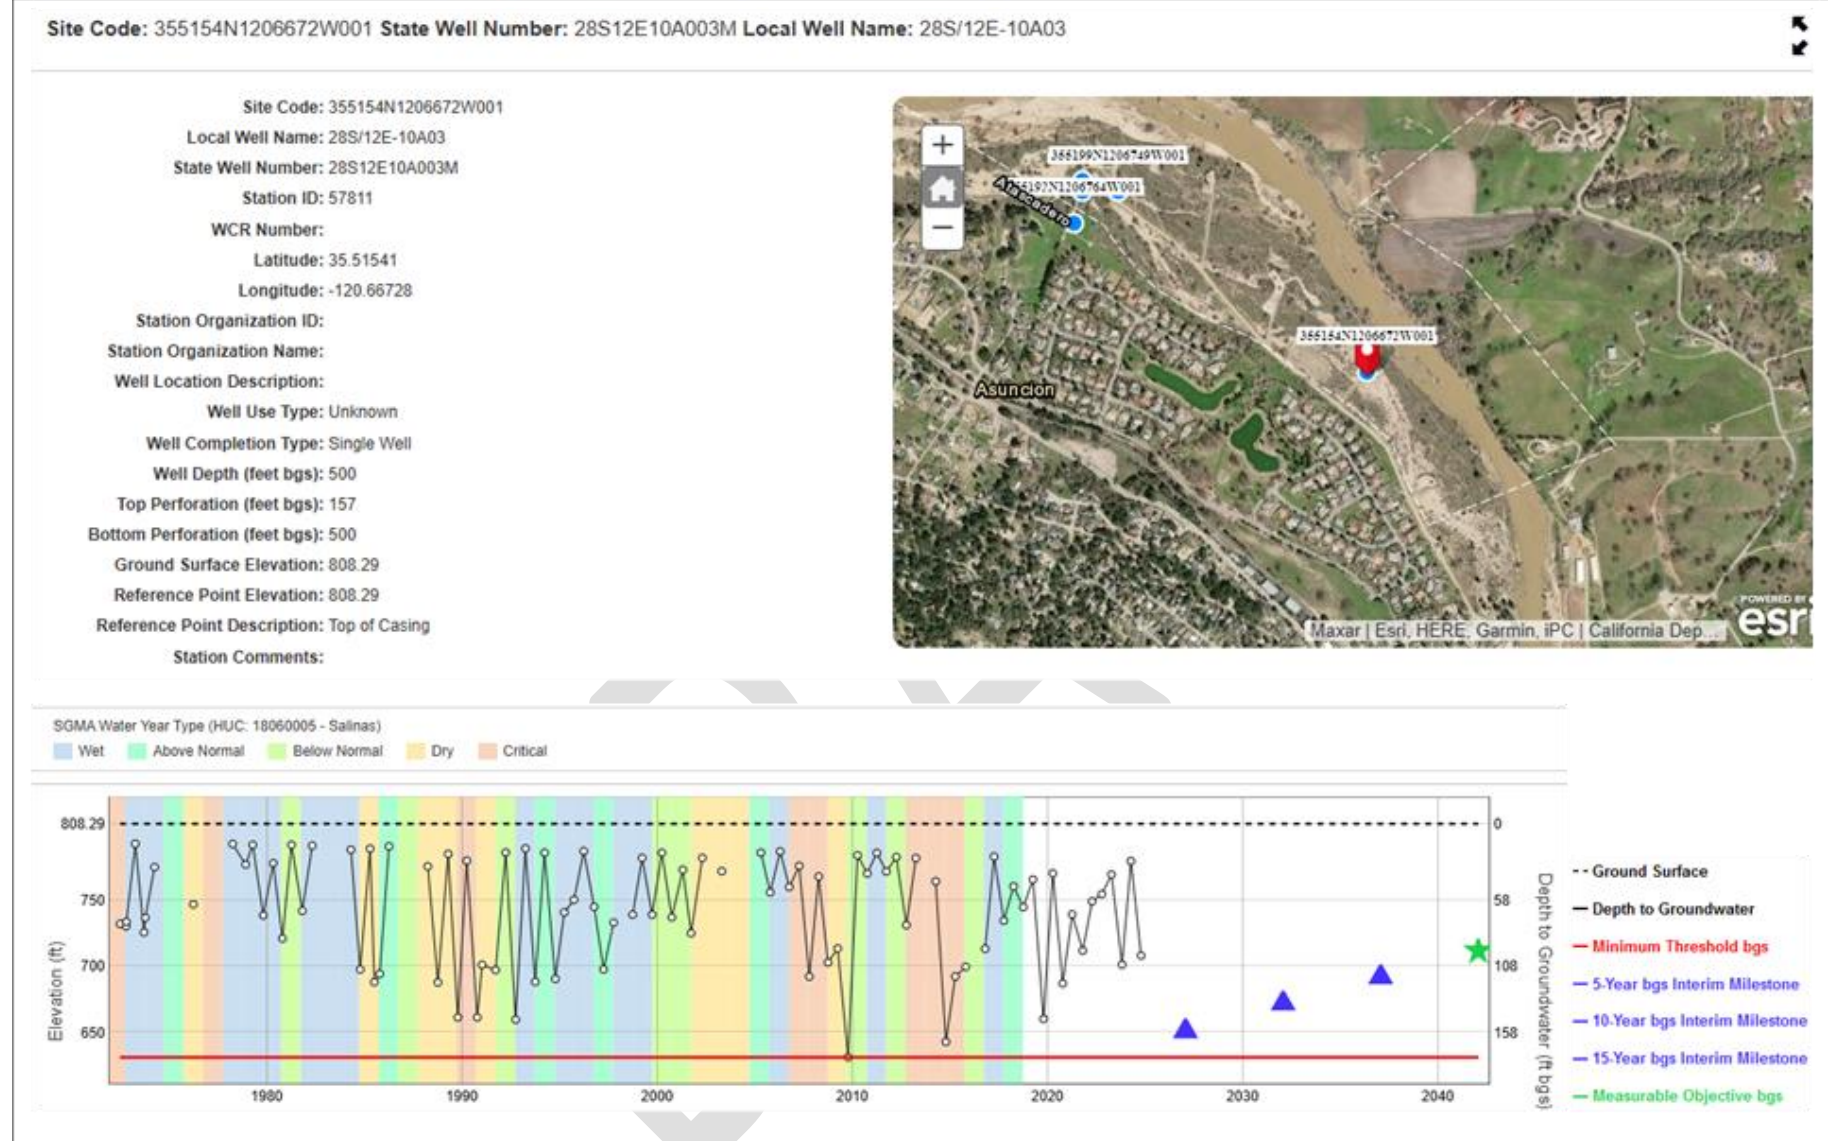 Site Code: 355154N1206672W001 State Well Number: 28S12E10A003M Local Well Name: 28S/12E-10A03
Site Code: 355154N1206672W001
Local Well Name: 28S/12E-10A03
State Well Number: 28S12E10A003M
Station ID: 57811
WCR Number:
Latitude: 35.51541
Longitude: -120.66728
Station Organization ID:
Station Organization Name:
Well Location Description:
Well Use Type: Unknown
Well Completion Type: Single Well
Well Depth (feet bgs): 500
Top Perforation (feet bgs): 157
Bottom Perforation (feet bgs): 500
Ground Surface Elevation: 808.29
Reference Point Elevation: 808.29
Reference Point Description: Top of Casing
Station Comments:
+
−
355199N1206749W001
55197N1206764W001
Atascadero
355154N1206672W001
Asuncion
POWERED BY
esri
Maxar | Esri, HERE, Garmin, iPC | California Dep...
SGMA Water Year Type (HUC: 18060005 - Salinas)
Wet Above Normal Below Normal Dry Critical
808.29
750
700
650
Elevation (ft)
1980 1990 2000 2010 2020 2030 2040
0
58
108
158
Depth to Groundwater (ft bgs)
Ground Surface
Depth to Groundwater
Minimum Threshold bgs
5-Year bgs Interim Milestone
10-Year bgs Interim Milestone
15-Year bgs Interim Milestone
Measurable Objective bgs